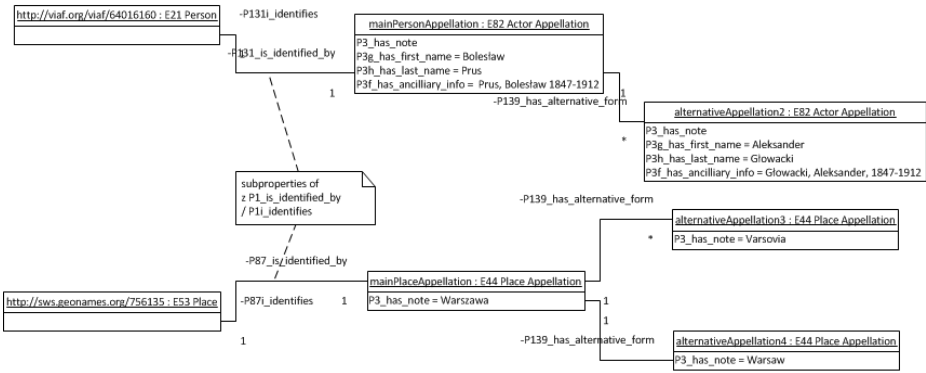 http://viaf.org/viaf/64016160 : E21 Person
-P131i_identifies
-P131_is_identified_by
1
1
mainPersonAppellation : E82 Actor Appellation
P3_has_note
P3g_has_first_name = Bolesław
P3h_has_last_name = Prus
P3f_has_ancilliary_info = Prus, Bolesław 1847-1912
1
-P139_has_alternative_form
*
alternativeAppellation2 : E82 Actor Appellation
P3_has_note
P3g_has_first_name = Aleksander
P3h_has_last_name = Głowacki
P3f_has_ancilliary_info = Głowacki, Aleksander, 1847-1912
subproperties of
z P1_is_identified_by
/ P1i_identifies
-P139_has_alternative_form
*
alternativeAppellation3 : E44 Place Appellation
P3_has_note = Varsovia
-P87_is_identified_by
mainPlaceAppellation : E44 Place Appellation
P3_has_note = Warszawa
http://sws.geonames.org/756135 : E53 Place
-P87i_identifies
1
1
1
1
-P139_has_alternative_form
alternativeAppellation4 : E44 Place Appellation
P3_has_note = Warsaw